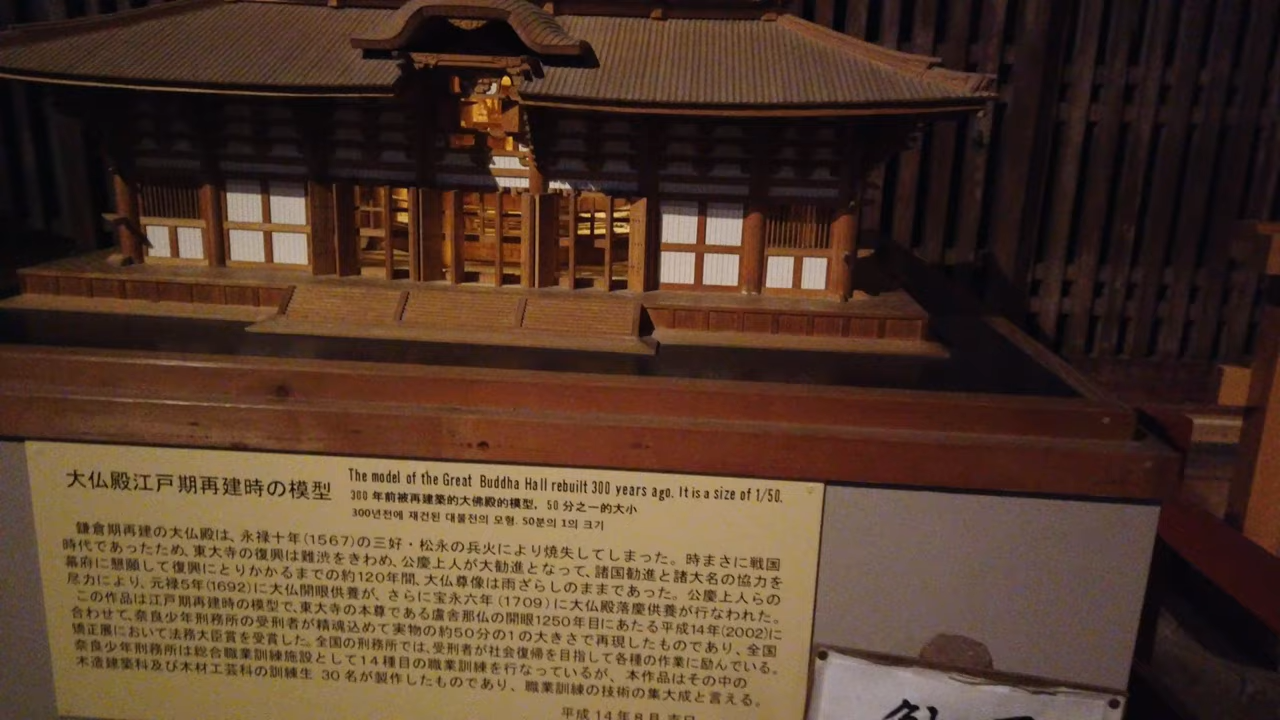 大仏殿江戸期再建時の模型
The model of the Great Buddha Hall rebuilt 300 years ago. It is a size of 1/50.
300 年前被再建築的大佛殿的模型，50 分之一的大小
300년전에 재건된 대불전의 모형. 50분의 1의 크기
鎌倉期再建の大仏殿は、永禄十年(1567)の三好・松永の兵火により焼失してしまった。時まさに戦国
時代であったため、東大寺の復興は難渋をきわめ、公慶上人が大勧進となって、諸国勧進と諸大名の協力を
幕府に懇願して復興にとりかかるまでの約120年間、大仏尊像は雨ざらしのままであった。公慶上人らの
尽力により、元禄5年(1692)に大仏開眼供養が、さらに宝永六年(1709)に大仏殿落慶供養が行なわれた。
この作品は江戸期再建時の模型で、東大寺の本尊である盧舎那仏の開眼1250年目にあたる平成14年(2002)に
合わせて、奈良少年刑務所の受刑者が精魂込めて実物の約50分の1の大きさで再現したものであり、全国
矯正展において法務大臣賞を受賞した。全国の刑務所では、受刑者が社会復帰を目指して各種の作業に励んでいる。
奈良少年刑務所は総合職業訓練施設として14種目の職業訓練を行なっているが、本作品はその中の
木造建築科及び木材工芸科の訓練生 30名が製作したものであり、職業訓練の技術の集大成と言える。
平成14年8月吉日